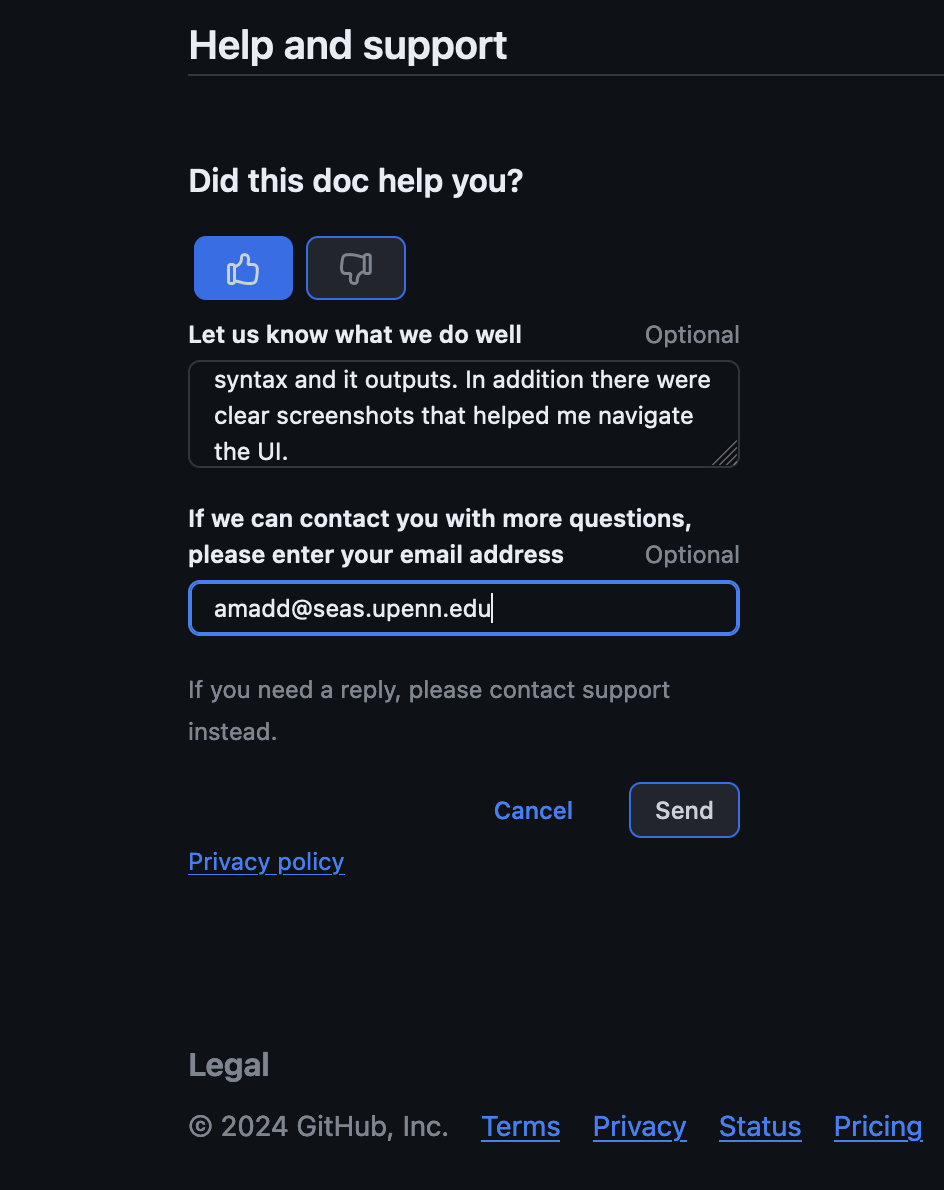 Help and support
Did this doc help you?
Let us know what we do well Optional
syntax and it outputs. In addition there were
clear screenshots that helped me navigate
the UI.
If we can contact you with more questions,
please enter your email address Optional
amadd@seas.upenn.edu
If you need a reply, please contact support
instead.
Cancel Send
Privacy policy
Legal
© 2024 GitHub, Inc. Terms Privacy Status Pricing